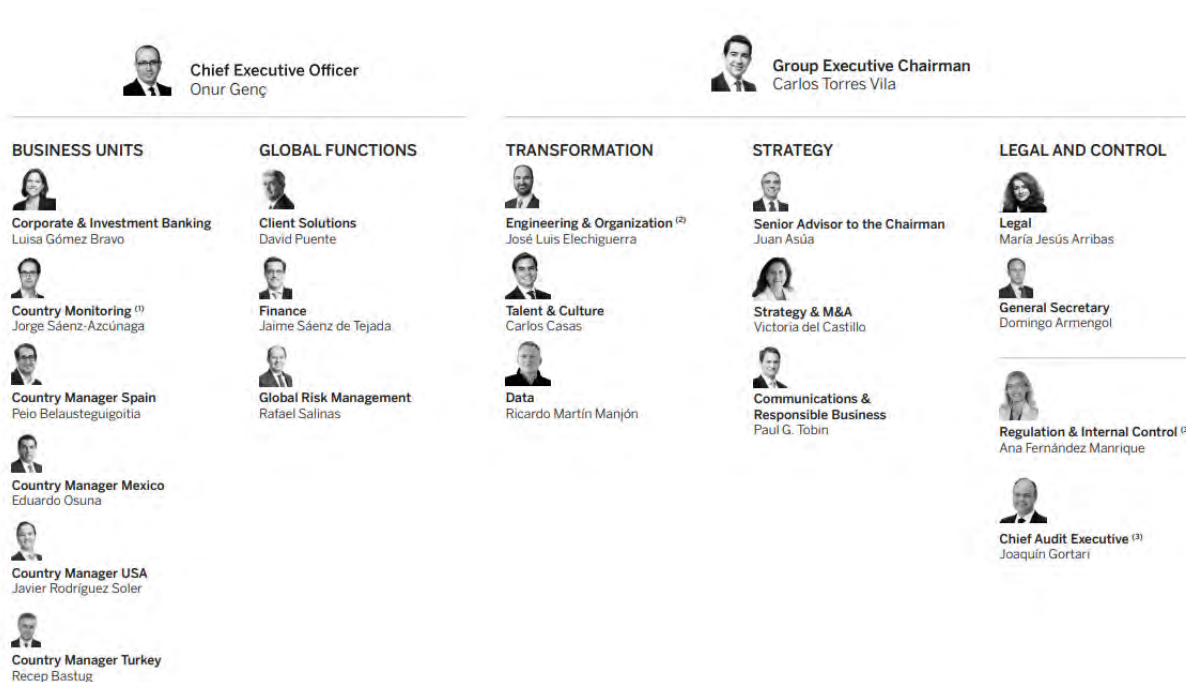 Chief Executive Officer
Onur Genç
Group Executive Chairman
Carlos Torres Vila
BUSINESS UNITS
Corporate & Investment Banking
Luisa Gómez Bravo
Country Monitoring (1)
Jorge Sáenz-Azcúnaga
Country Manager Spain
Peio Belausteguigoitia
Country Manager Mexico
Eduardo Osuna
Country Manager USA
Javier Rodríguez Soler
Country Manager Turkey
Recep Bastug
GLOBAL FUNCTIONS
Client Solutions
David Puente
Finance
Jaime Sáenz de Tejada
Global Risk Management
Rafael Salinas
TRANSFORMATION
Engineering & Organization (2)
José Luis Elechiguerra
Talent & Culture
Carlos Casas
Data
Ricardo Martín Manjón
STRATEGY
Senior Advisor to the Chairman
Juan Asúa
Strategy & M&A
Victoria del Castillo
Communications &
Responsible Business
Paul G. Tobin
LEGAL AND CONTROL
Legal
María Jesús Arribas
General Secretary
Domingo Armengol
Regulation & Internal Control
Ana Fernández Manrique
Chief Audit Executive (3)
Joaquín Gortari